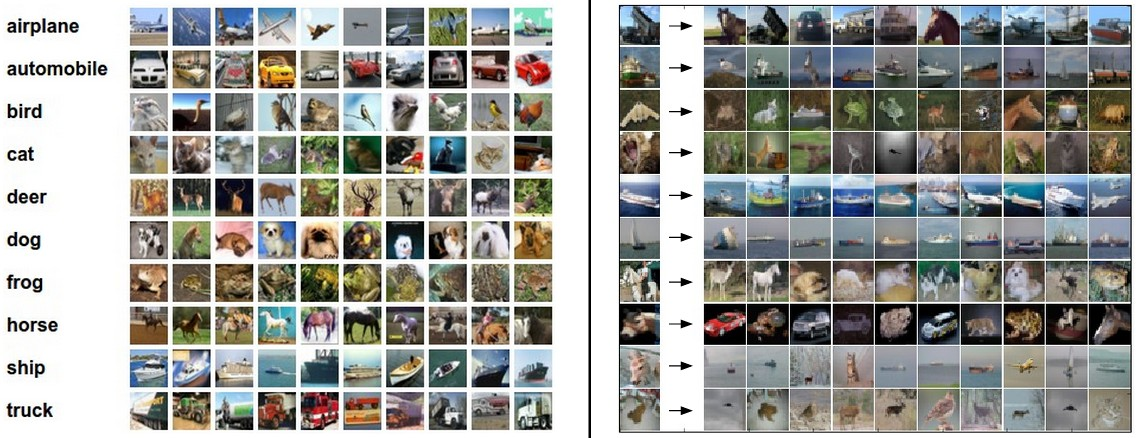 airplane
automobile
bird
cat
deer
dog
frog
horse
ship
truck